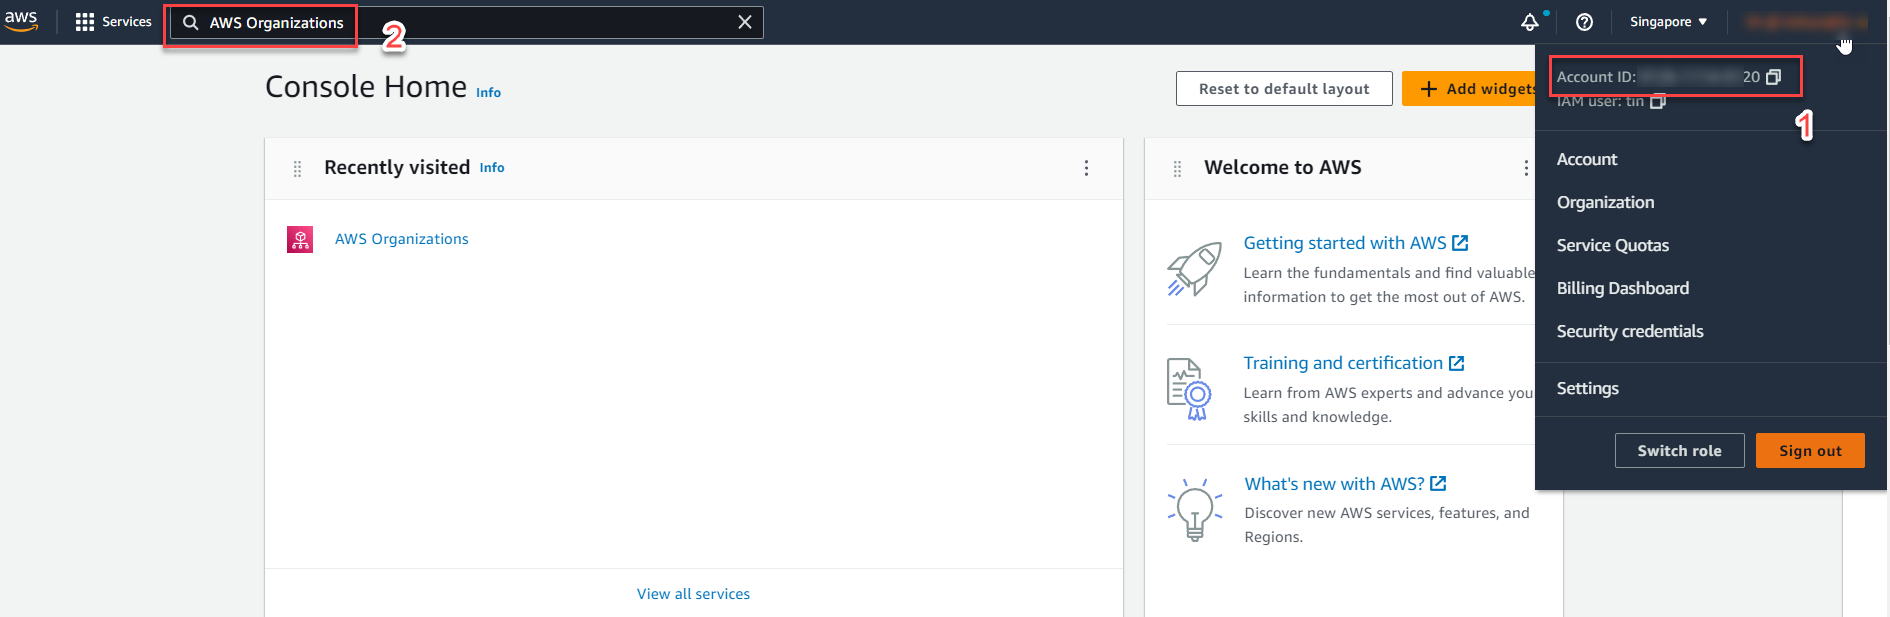 aws
Services
AWS Organizations
2
Singapore
Console Home
Info
Reset to default layout
Add widgets
Account ID:
20
IAM user: tin
1
Recently visited
Info
Welcome to AWS
Account
Organization
Service Quotas
Billing Dashboard
Security credentials
Settings
Switch role
Sign out
AWS Organizations
Getting started with AWS
Learn the fundamentals and find valuable
information to get the most out of AWS.
Training and certification
Learn from AWS experts and advance you
skills and knowledge.
What's new with AWS?
Discover new AWS services, features, and
Regions.
View all services